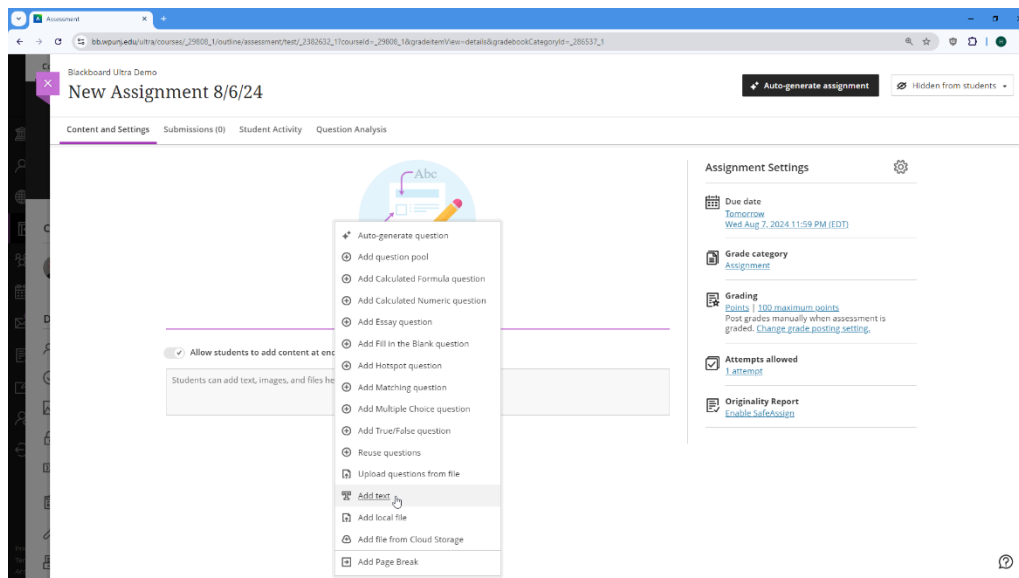 Assessment
bb.wpunj.edu/ultra/courses/_29808_1/outline/assessment/test/_2382632_1?courseId=_29808_1&gradeitemView=details&gradebookCategoryId=_286537_1
Blackboard Ultra Demo
New Assignment 8/6/24
Auto-generate assignment
Hidden from students
Content and Settings
Submissions (0)
Student Activity
Question Analysis
Abc
Auto-generate question
Add question pool
Add Calculated Formula question
Add Calculated Numeric question
Add Essay question
Add Fill in the Blank question
Add Hotspot question
Add Matching question
Add Multiple Choice question
Add True/False question
Reuse questions
Upload questions from file
Add text
Add local file
Add file from Cloud Storage
Add Page Break
Allow students to add content at
Students can add text, images, and files
Assignment Settings
Due date
Tomorrow
Wed Aug 7, 2024 11:59 PM (EDT)
Grade category
Assignment
Grading
Points | 100 maximum points
Post grades manually when assessment is
graded. Change grade posting setting.
Attempts allowed
1 attempt
Originality Report
Enable SafeAssign